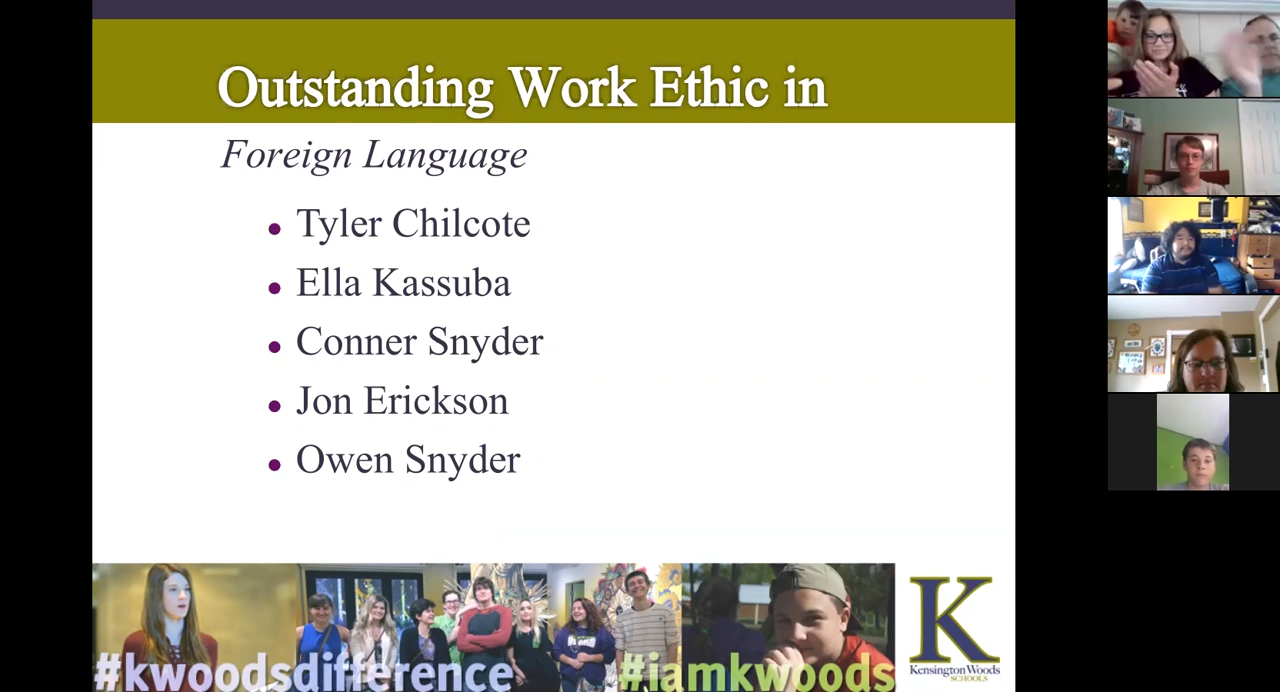 Outstanding Work Ethic in
Foreign Language
• Tyler Chilcote
• Ella Kassuba
• Conner Snyder
• Jon Erickson
• Owen Snyder
#kwoodsdifference
#iamkwoods
K
Kensington Woods
SCHOOLS